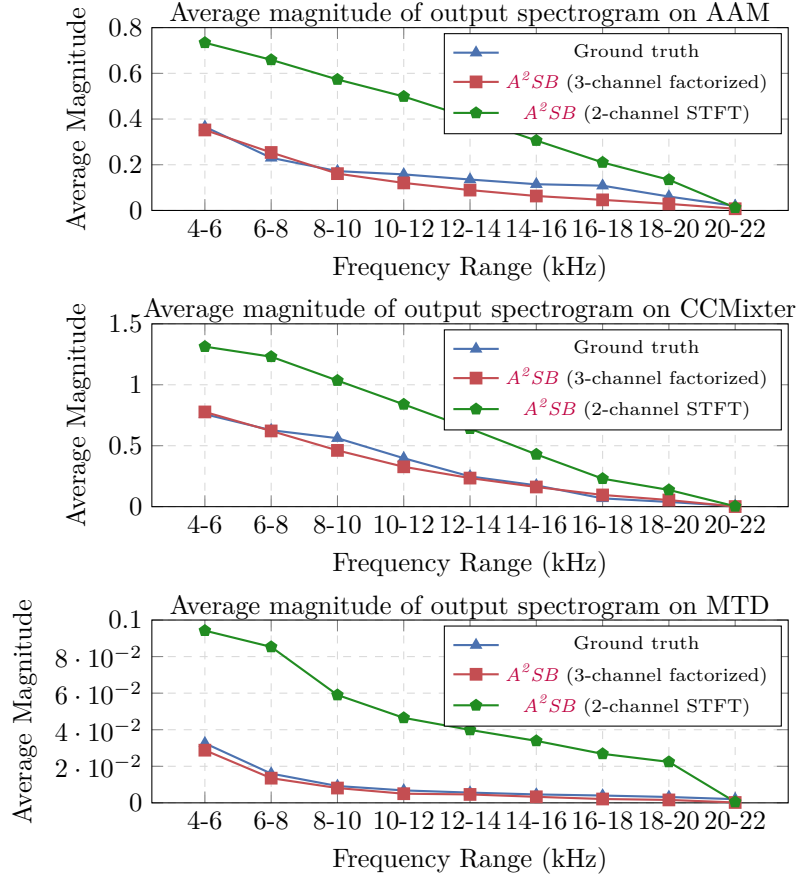 Average magnitude of output spectrogram on AAM
Average Magnitude
0.8
0.6
0.4
0.2
0
Ground truth
A²SB (3-channel factorized)
A²SB (2-channel STFT)
4-6 6-8 8-10 10-12 12-14 14-16 16-18 18-20 20-22
Frequency Range (kHz)
Average magnitude of output spectrogram on CCMixter
Average Magnitude
1.5
1
0.5
0
Ground truth
A²SB (3-channel factorized)
A²SB (2-channel STFT)
4-6 6-8 8-10 10-12 12-14 14-16 16-18 18-20 20-22
Frequency Range (kHz)
Average magnitude of output spectrogram on MTD
Average Magnitude
0.1
8 · 10⁻²
6 · 10⁻²
4 · 10⁻²
2 · 10⁻²
0
Ground truth
A²SB (3-channel factorized)
A²SB (2-channel STFT)
4-6 6-8 8-10 10-12 12-14 14-16 16-18 18-20 20-22
Frequency Range (kHz)